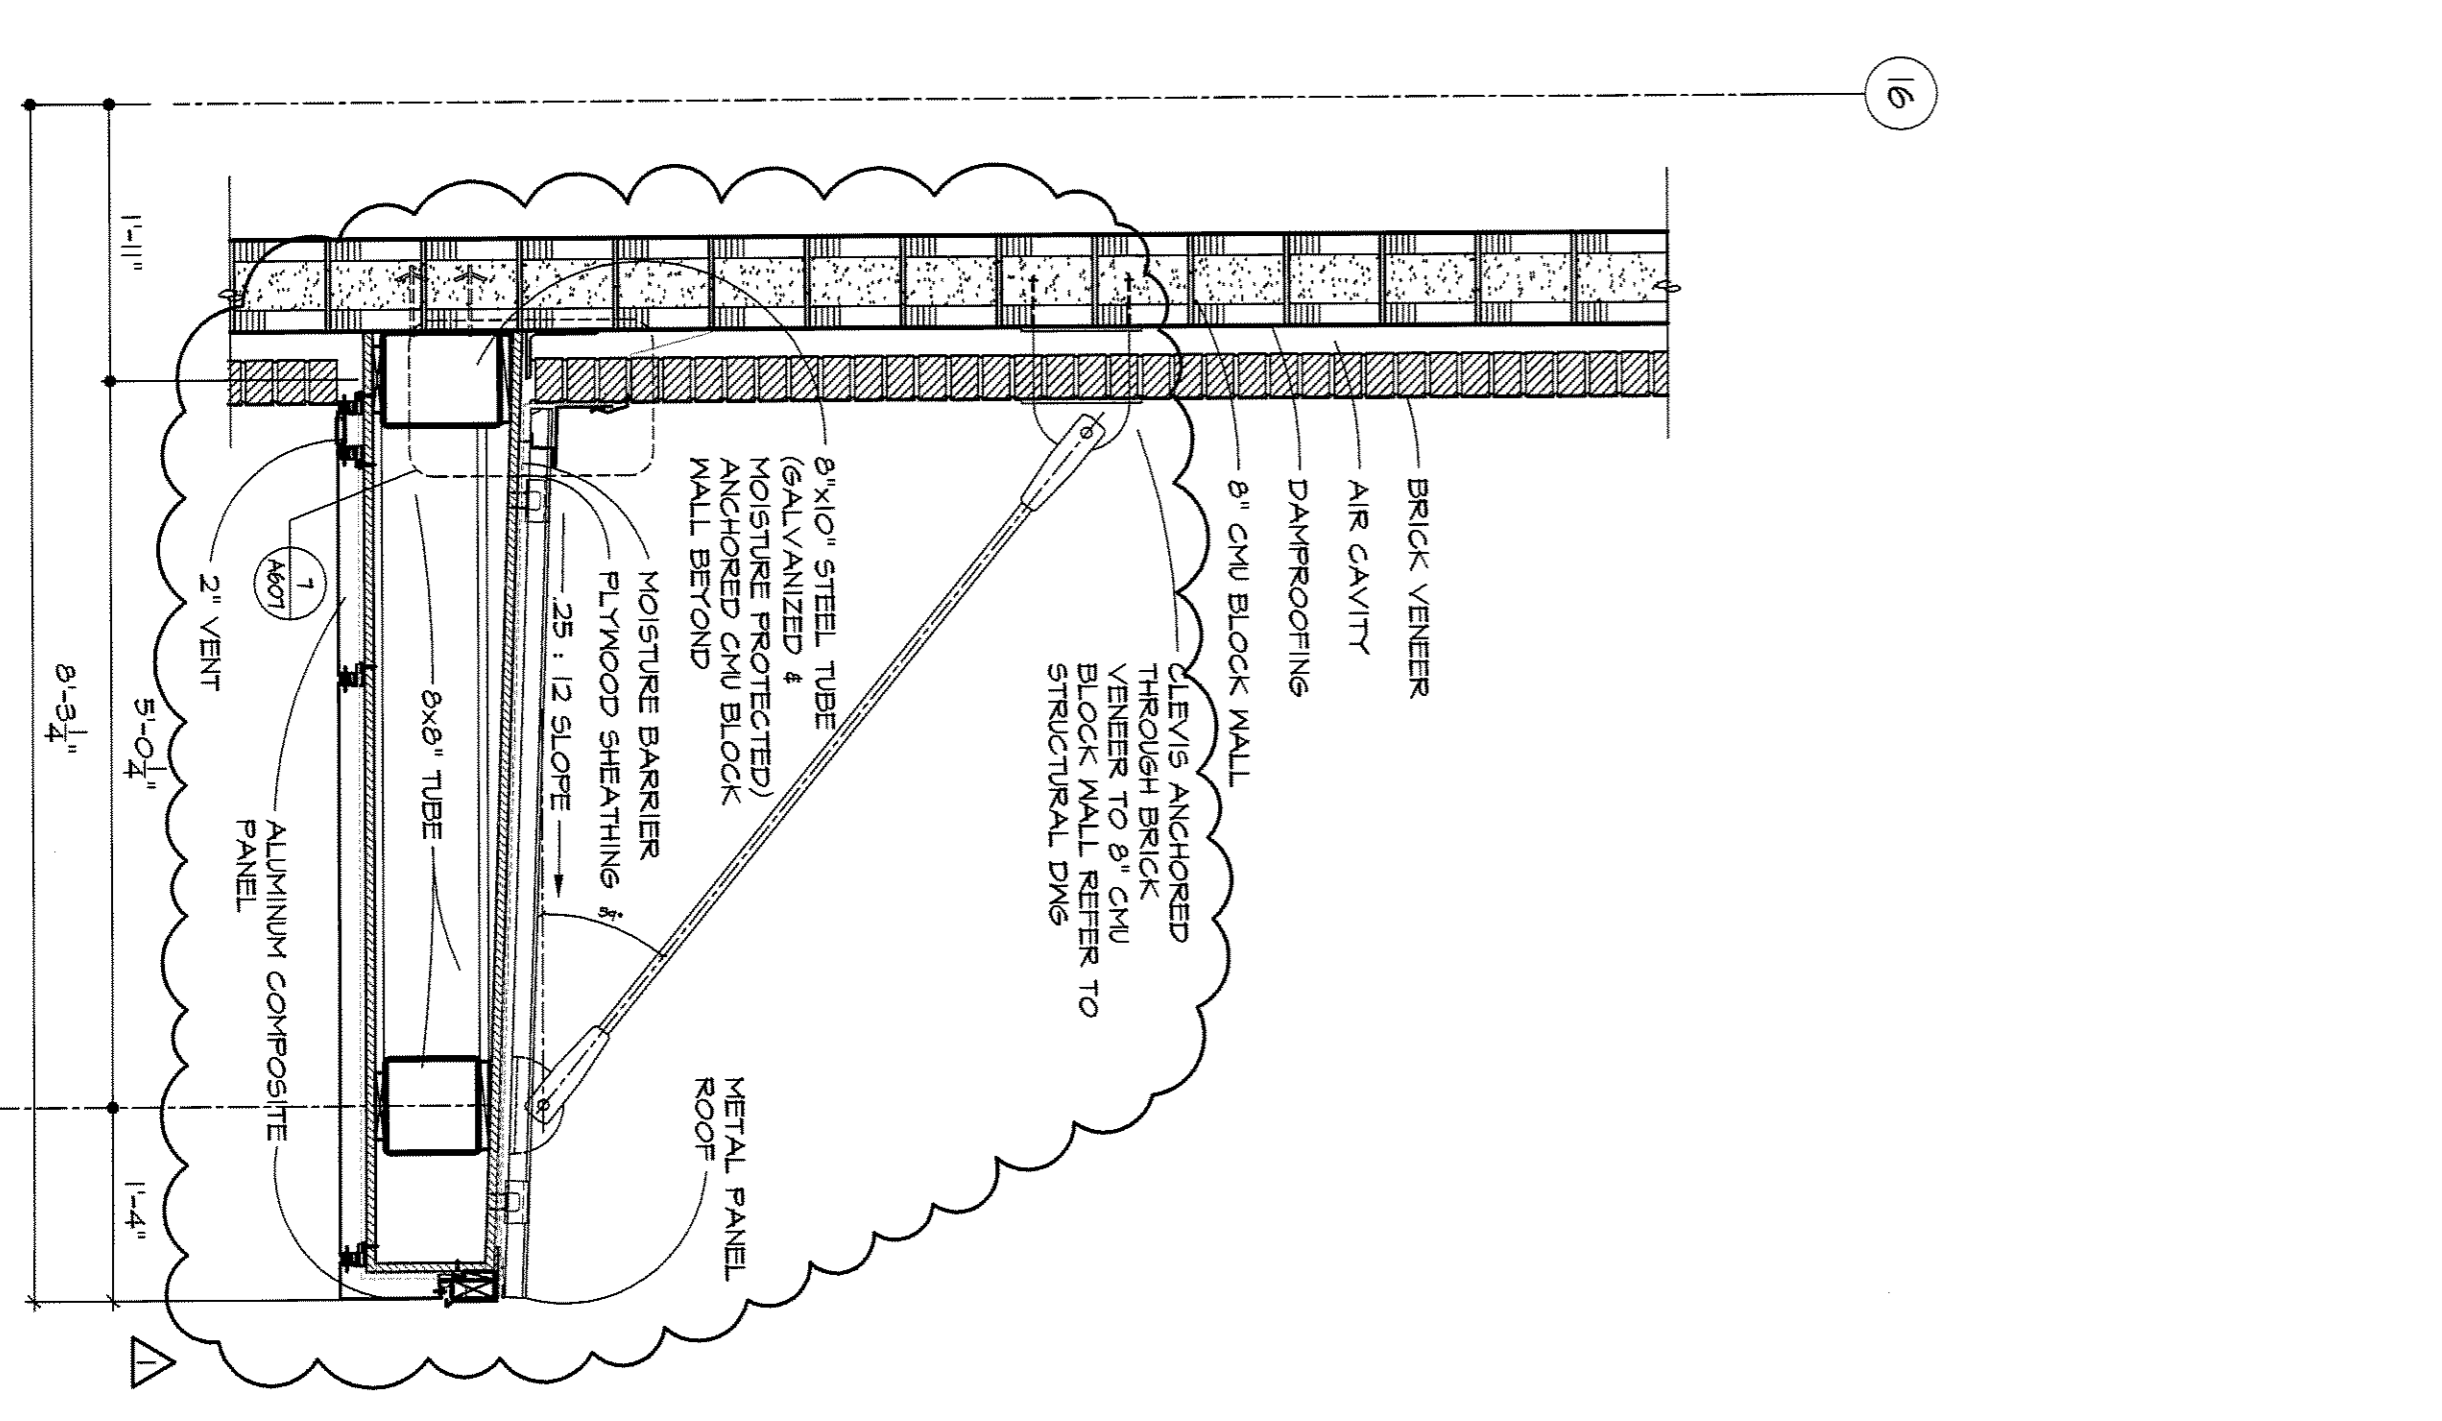 16
BRICK VENEER
AIR CAVITY
DAMPROOFING
8" CMU BLOCK WALL
CLEVIS ANCHORED
THROUGH BRICK
VENEER TO 8" CMU
BLOCK WALL REFER TO
STRUCTURAL DWG
8"x10" STEEL TUBE
(GALVANIZED &
MOISTURE PROTECTED)
ANCHORED CMU BLOCK
WALL BEYOND
METAL PANEL
ROOF
MOISTURE BARRIER
PLYWOOD SHEATHING
59°
.25 : 12 SLOPE
8x8" TUBE
7
A607
ALUMINUM COMPOSITE
PANEL
2" VENT
1'-11"
5'-0 1/4"
1'-4"
8'-3 1/4"
1